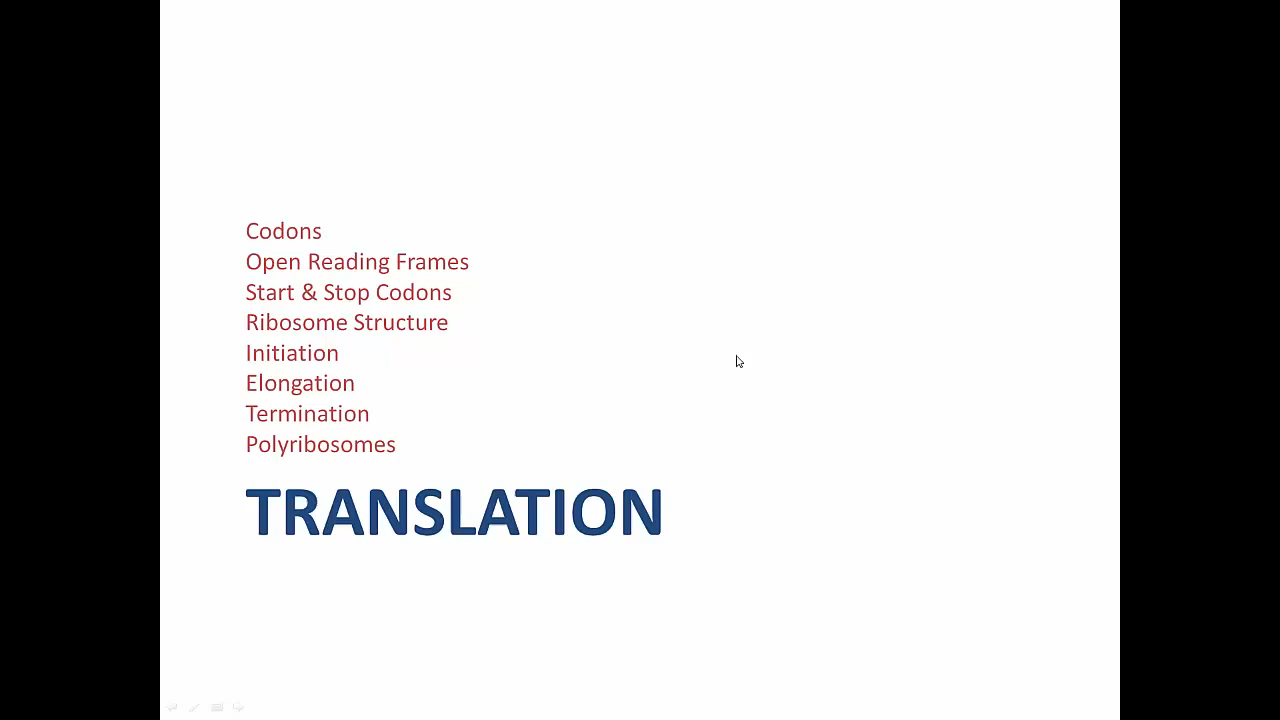 Codons
Open Reading Frames
Start & Stop Codons
Ribosome Structure
Initiation
Elongation
Termination
Polyribosomes
TRANSLATION